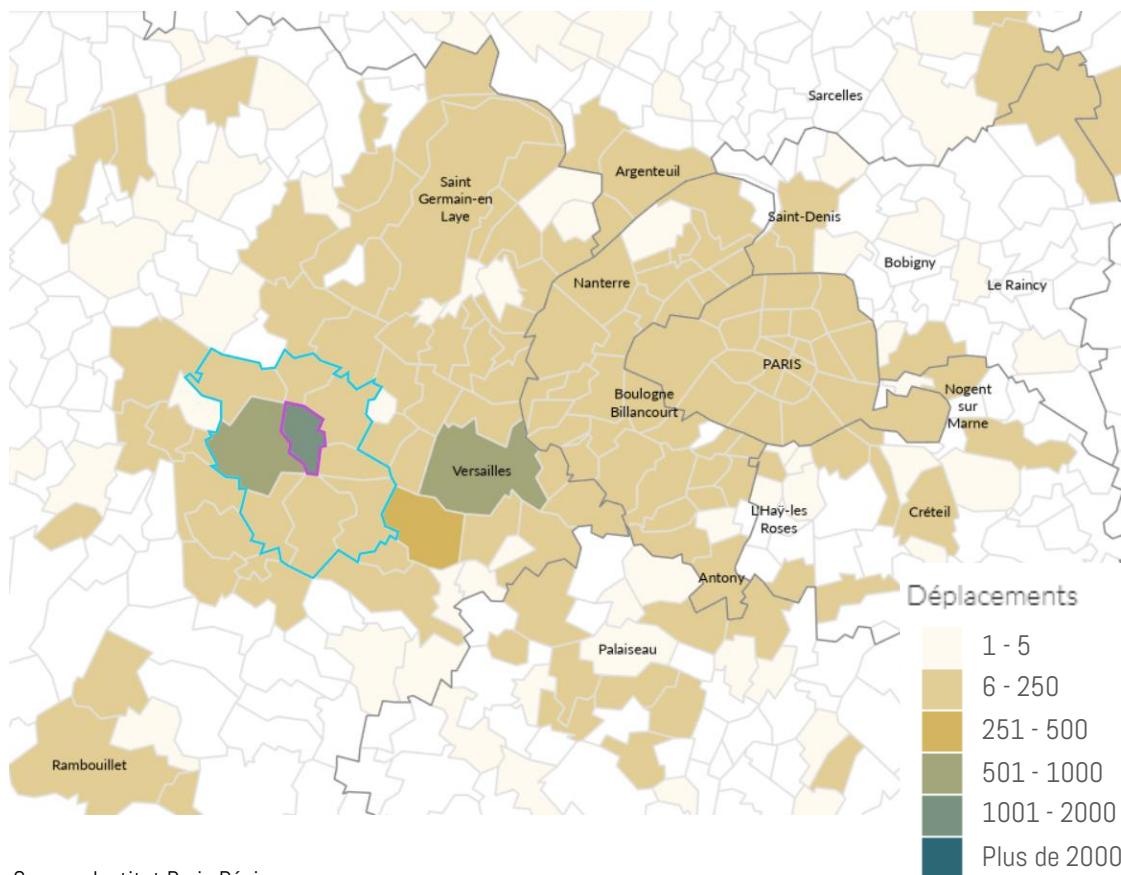 Sarcelles
Argenteuil
Saint
Germain-en
Laye
Saint-Denis
Bobigny
Nanterre
Le Raincy
PARIS
Boulogne
Billancourt
Nogent
sur
Marne
Versailles
L'Haÿ-les
Roses
Créteil
Antony
Palaiseau
Rambouillet
Déplacements
1 - 5
6 - 250
251 - 500
501 - 1000
1001 - 2000
Plus de 2000